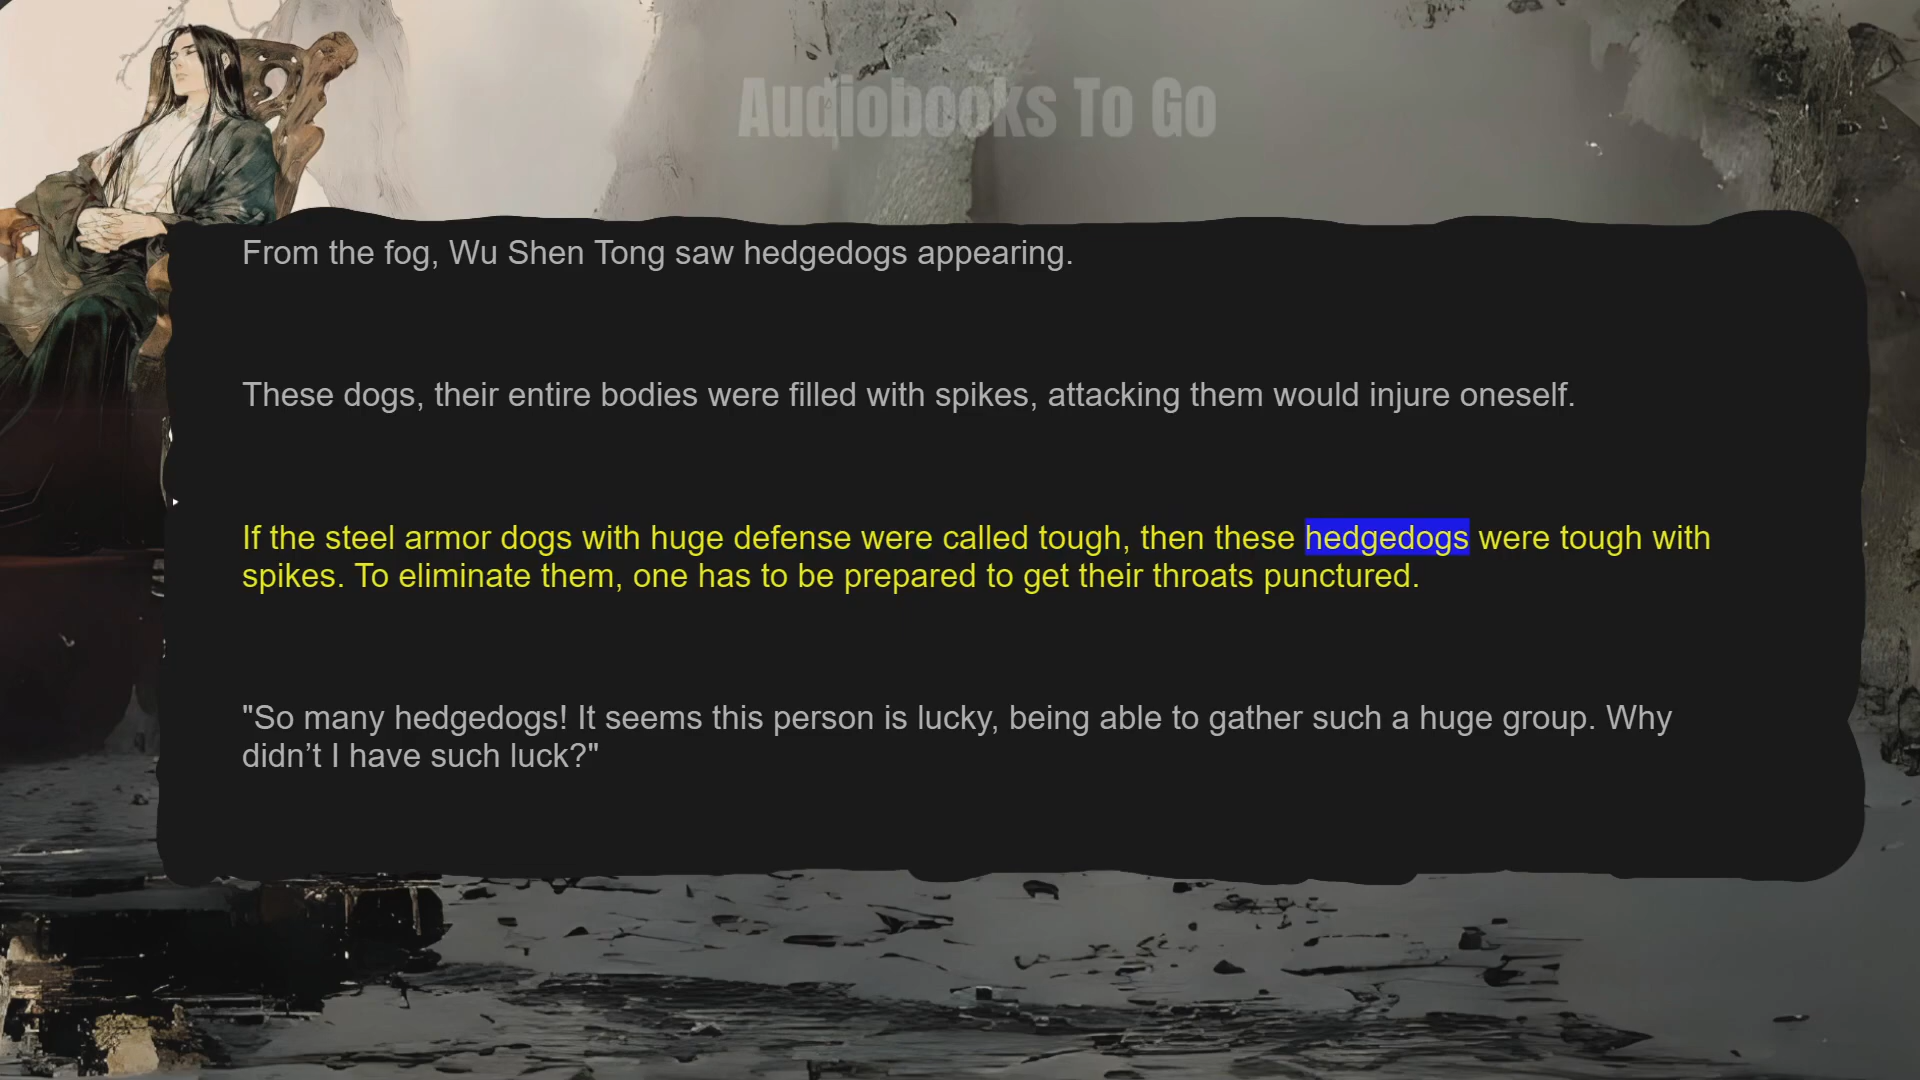 Audiobooks To Go
From the fog, Wu Shen Tong saw hedgedogs appearing.
These dogs, their entire bodies were filled with spikes, attacking them would injure oneself.
If the steel armor dogs with huge defense were called tough, then these hedgedogs were tough with
spikes. To eliminate them, one has to be prepared to get their throats punctured.
"So many hedgedogs! It seems this person is lucky, being able to gather such a huge group. Why
didn’t I have such luck?"